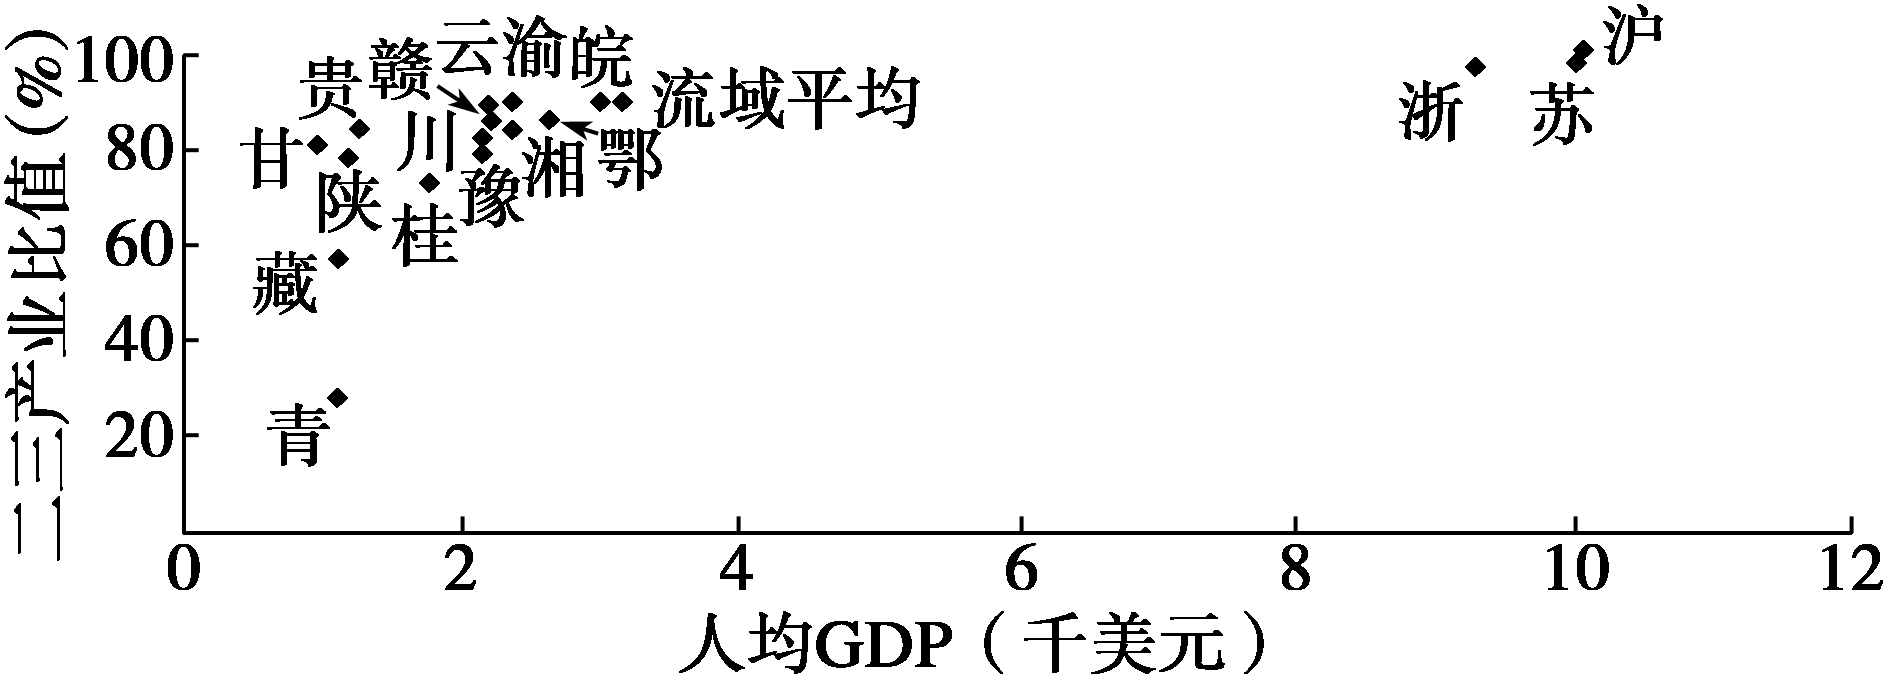 二三产业比值(%)
100
80
60
40
20
0
2
4
6
8
10
12
人均GDP（千美元）
甘
贵
赣
云
渝
皖
流域平均
川
陕
桂
豫
湘
鄂
藏
青
浙
苏
沪